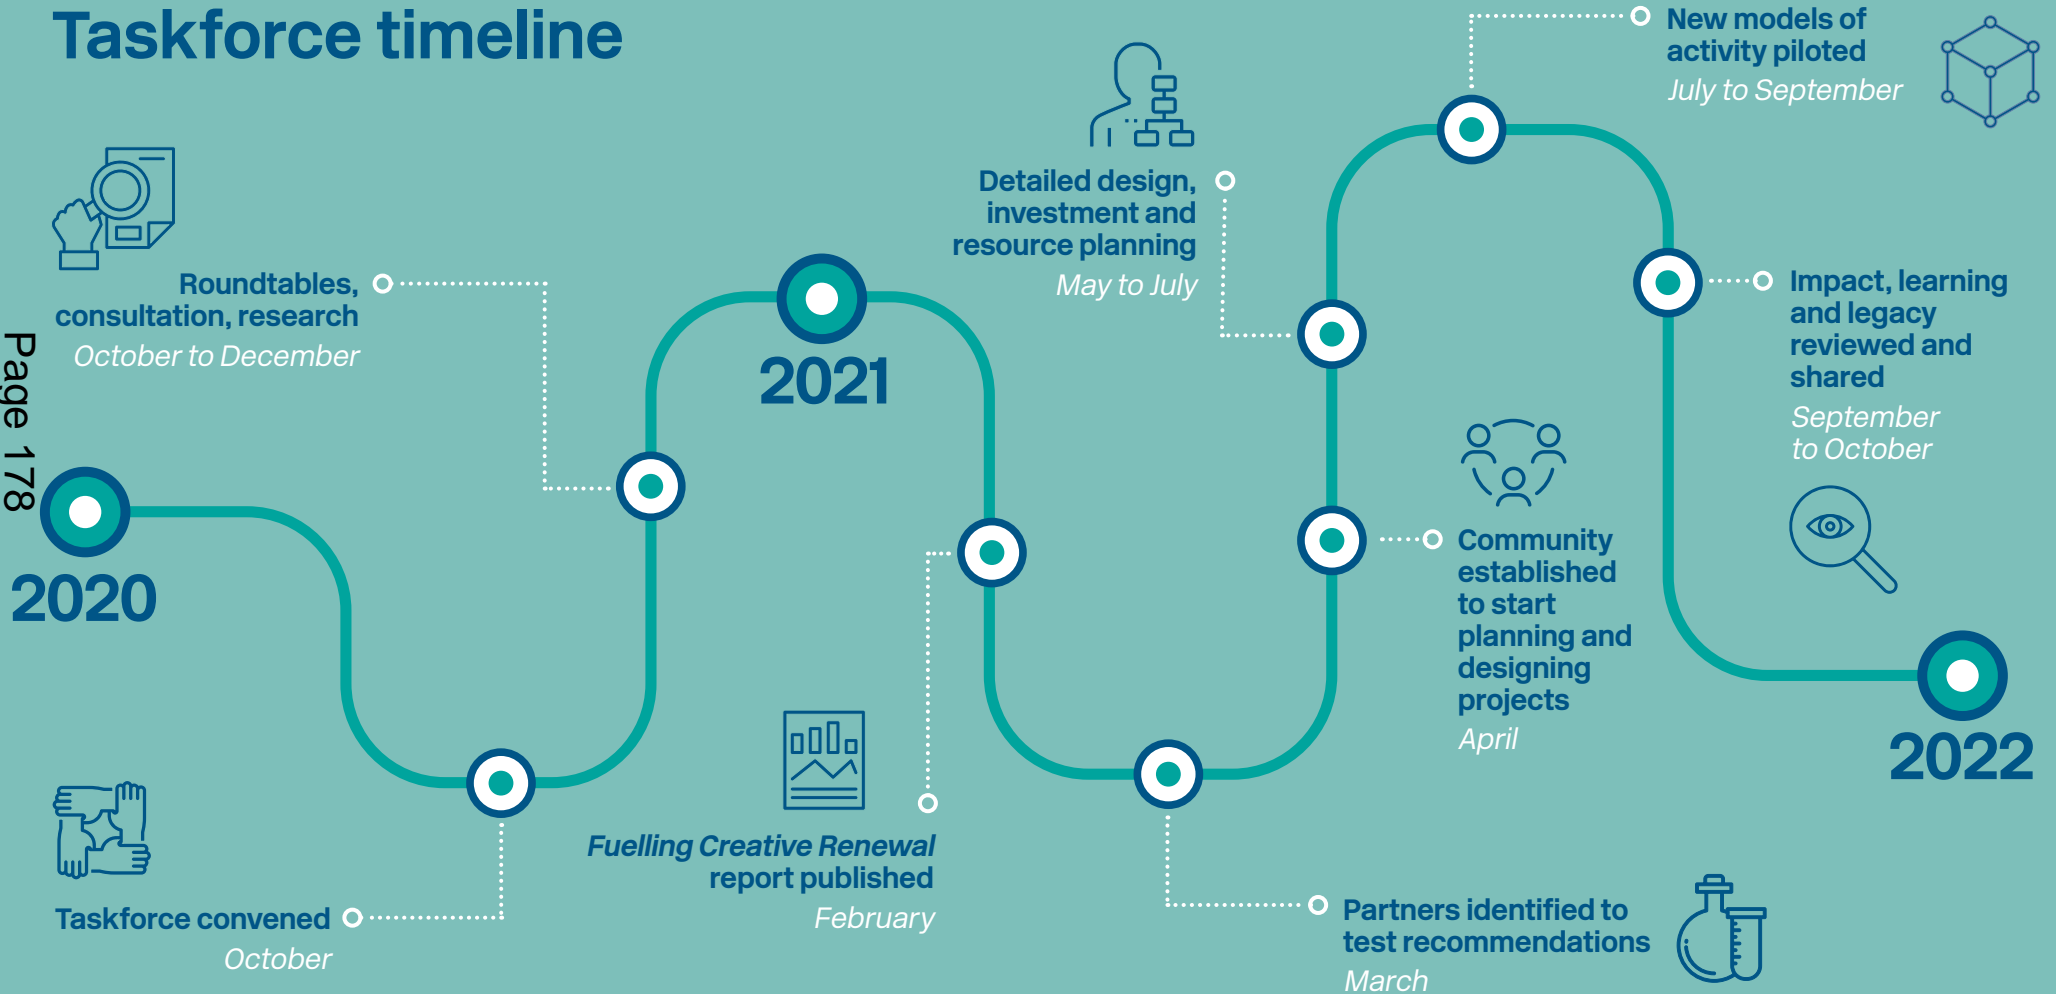 Taskforce timeline
Page 178
2020
Taskforce convened
October
Roundtables,
consultation, research
October to December
2021
Fuelling Creative Renewal
report published
February
Partners identified to
test recommendations
March
Community
established
to start
planning and
designing
projects
April
Detailed design,
investment and
resource planning
May to July
New models of
activity piloted
July to September
Impact, learning
and legacy
reviewed and
shared
September
to October
2022